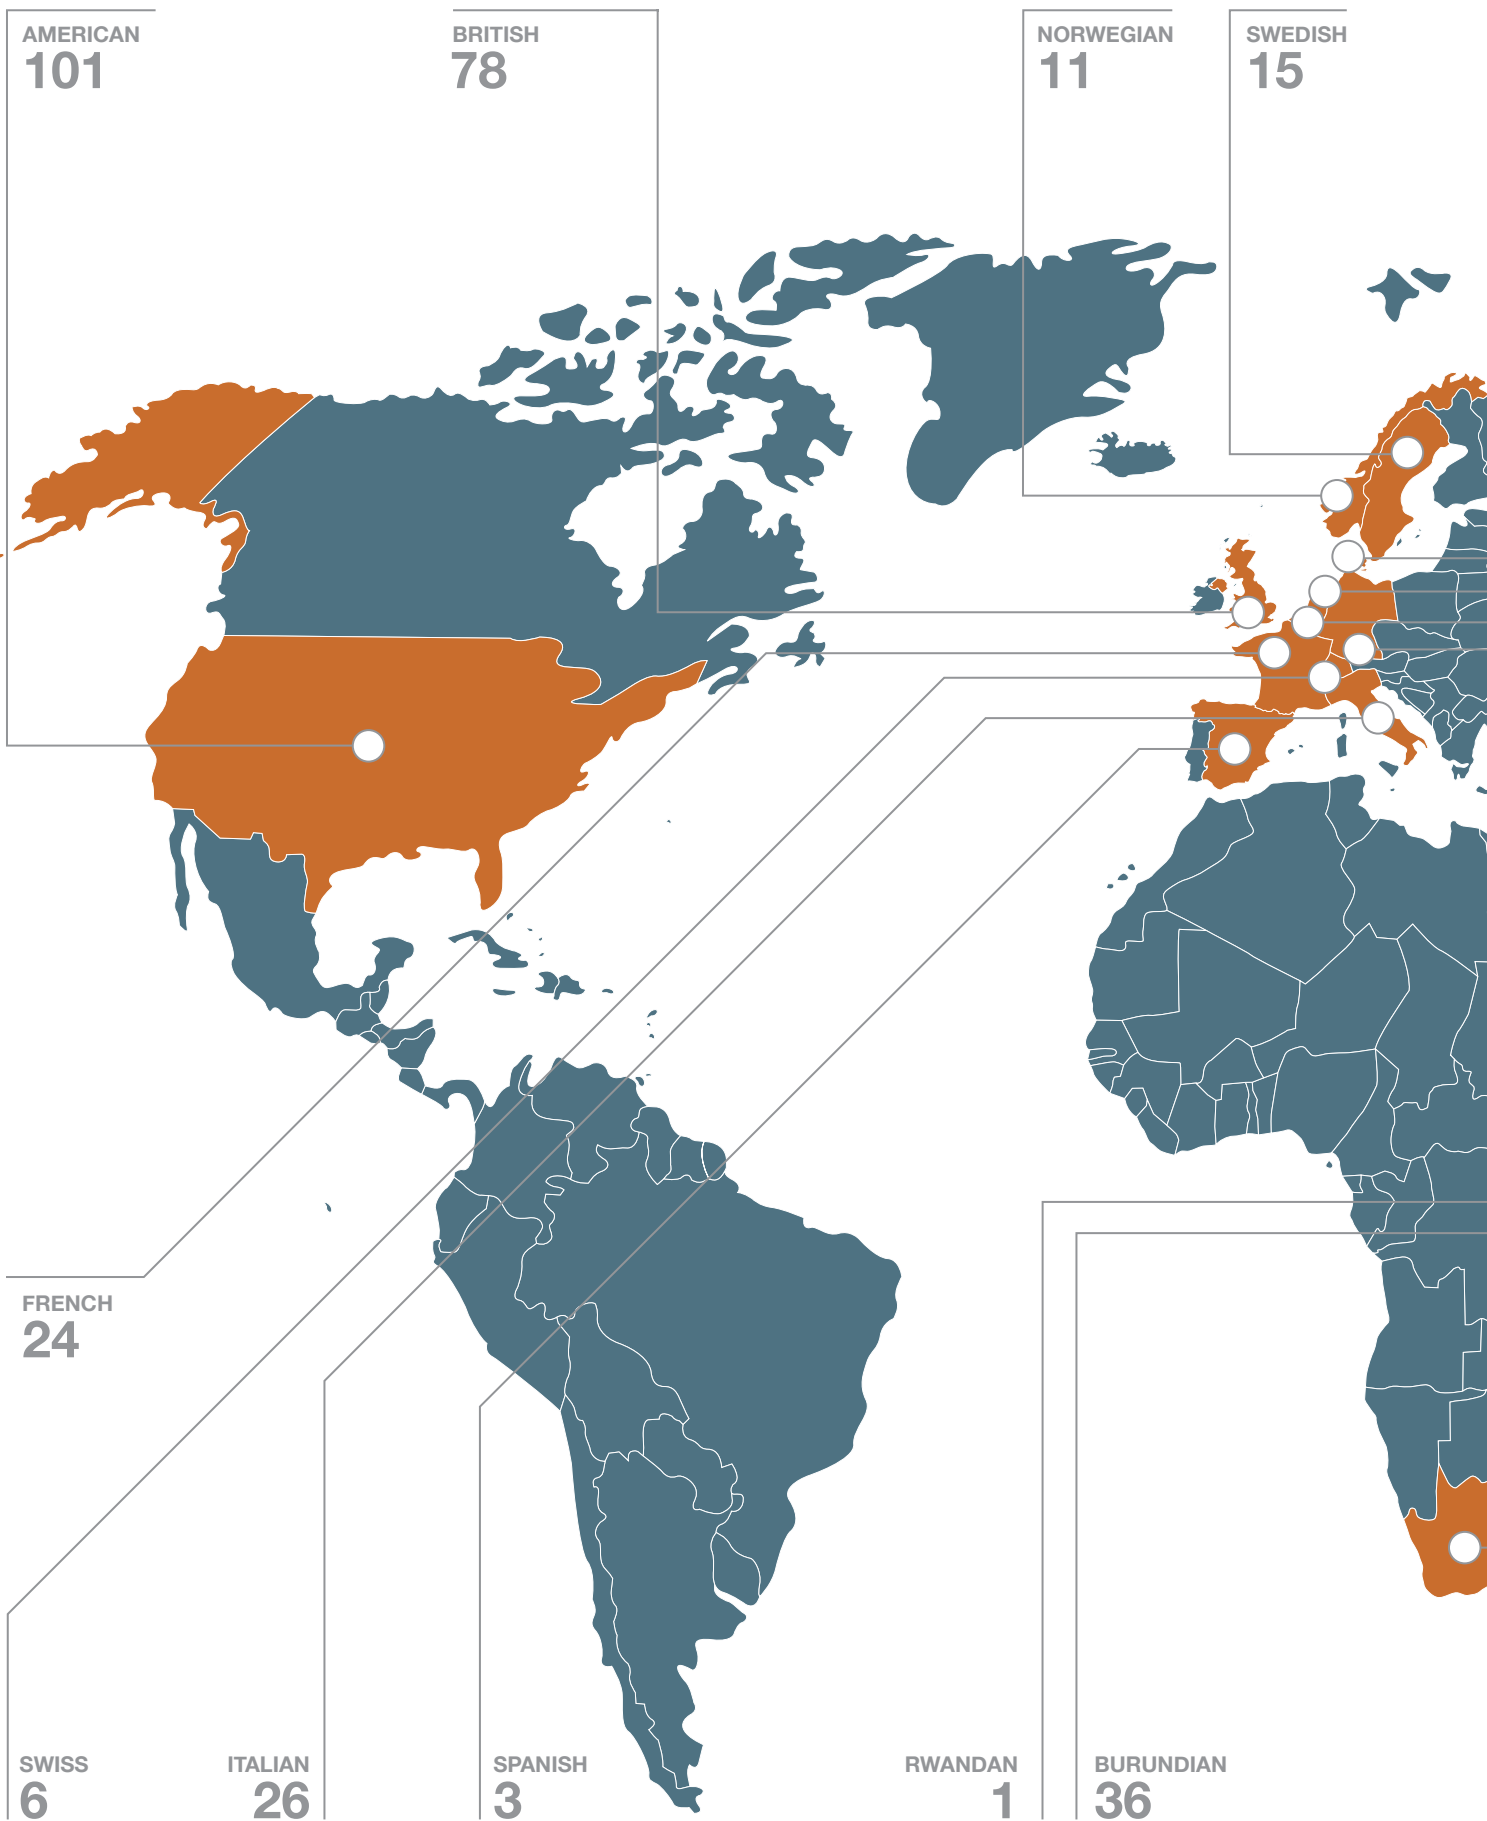 AMERICAN
101
BRITISH
78
NORWEGIAN
11
SWEDISH
15
FRENCH
24
SWISS
6
ITALIAN
26
SPANISH
3
RWANDAN
1
BURUNDIAN
36